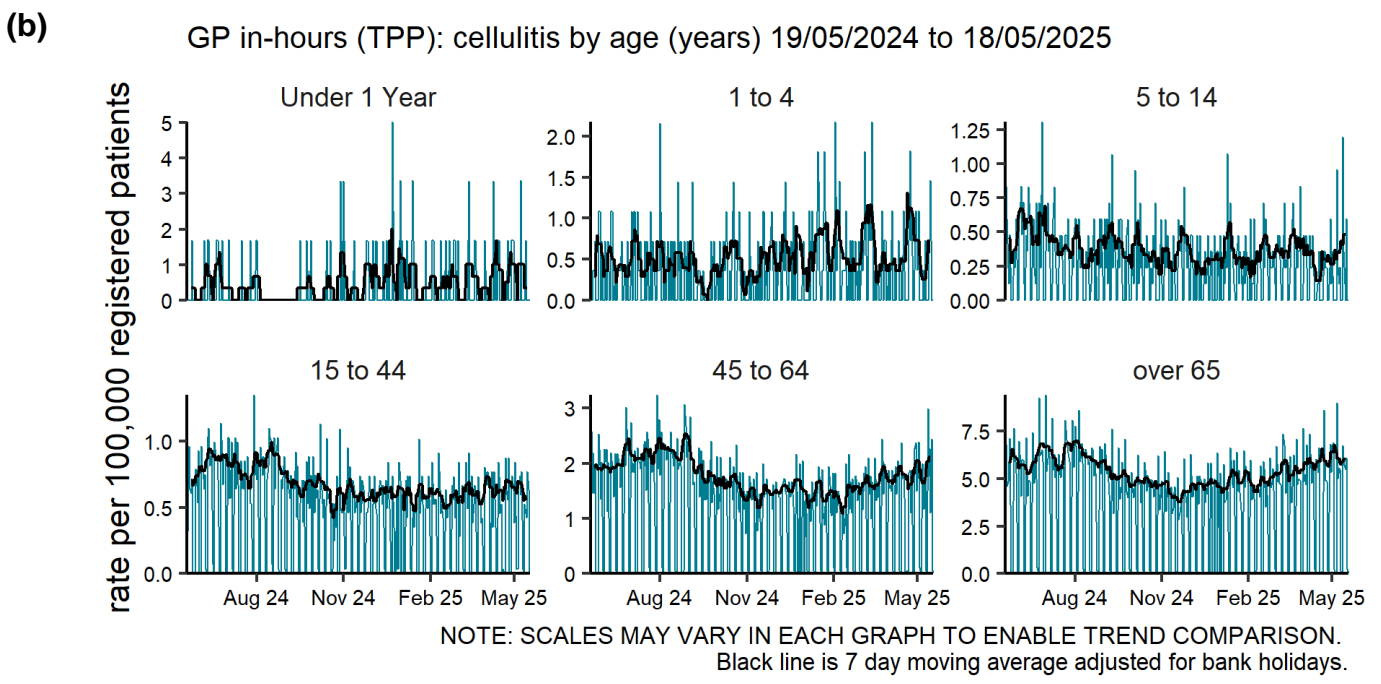 (b)
GP in-hours (TPP): cellulitis by age (years) 19/05/2024 to 18/05/2025
rate per 100,000 registered patients
Under 1 Year
5
4
3
2
1
0
1 to 4
2.0
1.5
1.0
0.5
0.0
5 to 14
1.25
1.00
0.75
0.50
0.25
0.00
15 to 44
1.0
0.5
0.0
Aug 24 Nov 24 Feb 25 May 25
45 to 64
3
2
1
0
Aug 24 Nov 24 Feb 25 May 25
over 65
7.5
5.0
2.5
0.0
Aug 24 Nov 24 Feb 25 May 25
NOTE: SCALES MAY VARY IN EACH GRAPH TO ENABLE TREND COMPARISON.
Black line is 7 day moving average adjusted for bank holidays.